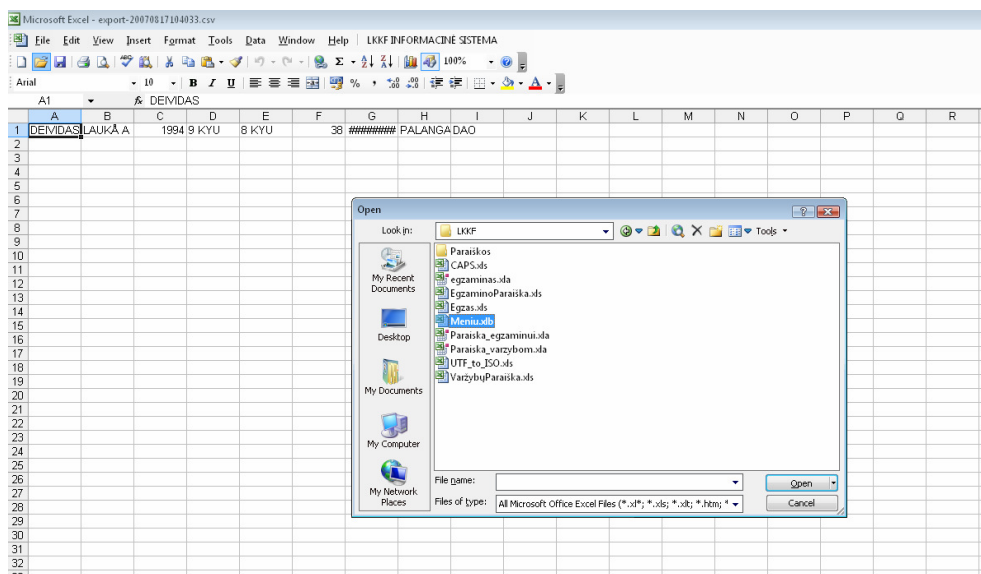 Microsoft Excel - export-20070817104033.csv
File Edit View Insert Format Tools Data Window Help LKKF INFORMACINĖ SISTEMA
100%
Arial 10 B I U %
A1 fx DEIVIDAS
A B C D E F G H I J K L M N O P Q R
1 DEIVIDAS LAUKÅ A 1994 9 KYU 8 KYU 38 ######## PALANGA DAO
2
3
4
5
6
7
8
9
10
11
12
13
14
15
16
17
18
19
20
21
22
23
24
25
26
27
28
29
30
31
32
Open
Look in: LKKF Tools
My Recent Documents
Desktop
My Documents
My Computer
My Network Places
Paraiškos
CAPS.xls
egzaminas.xla
EgzaminoParaiška.xls
Egzas.xls
Meniu.xlb
Paraiska_egzaminui.xla
Paraiska_varzybom.xla
UTF_to_ISO.xls
VaržybųParaiška.xls
File name:
Open
Files of type: All Microsoft Office Excel Files (*.xl*; *.xls; *.xlt; *.htm; *
Cancel